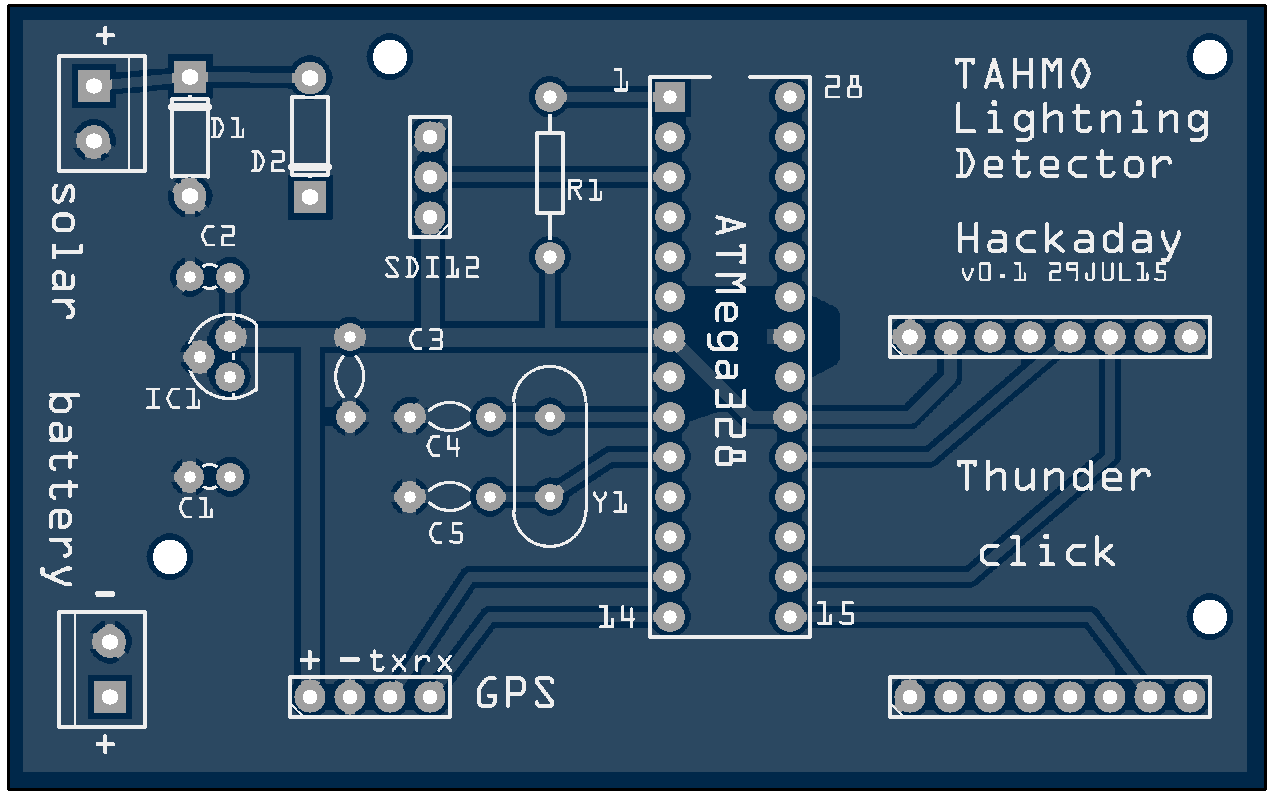 +
D1
D2
solar
C2
SDI12
IC1
battery
C1
-
+
C3
C4
C5
Y1
R1
1
28
ATMega328
14
15
+ -txrx
GPS
TAHMO
Lightning
Detector
Hackaday
v0.1 29JUL15
Thunder
click